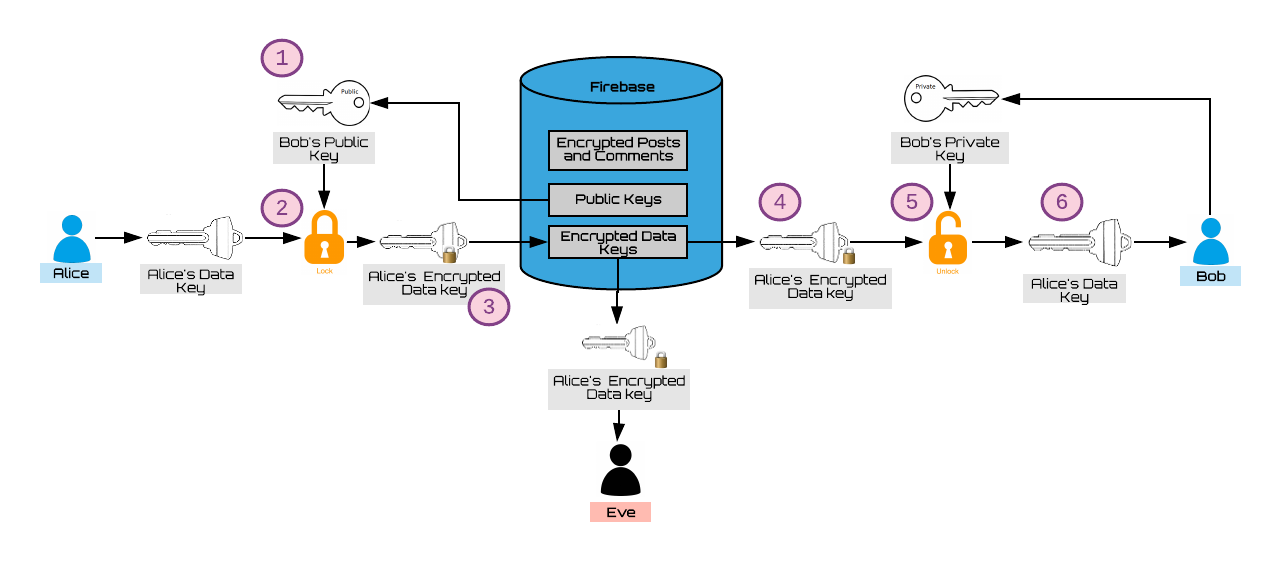 1
Public
Bob's Public
Key
2
Lock
Alice
Alice's Data
Key
Alice's Encrypted
Data key
3
Firebase
Encrypted Posts
and Comments
Public Keys
Encrypted Data
Keys
Alice's Encrypted
Data key
Eve
4
Alice's Encrypted
Data key
Private
Bob's Private
Key
5
Unlock
6
Alice's Data
Key
Bob